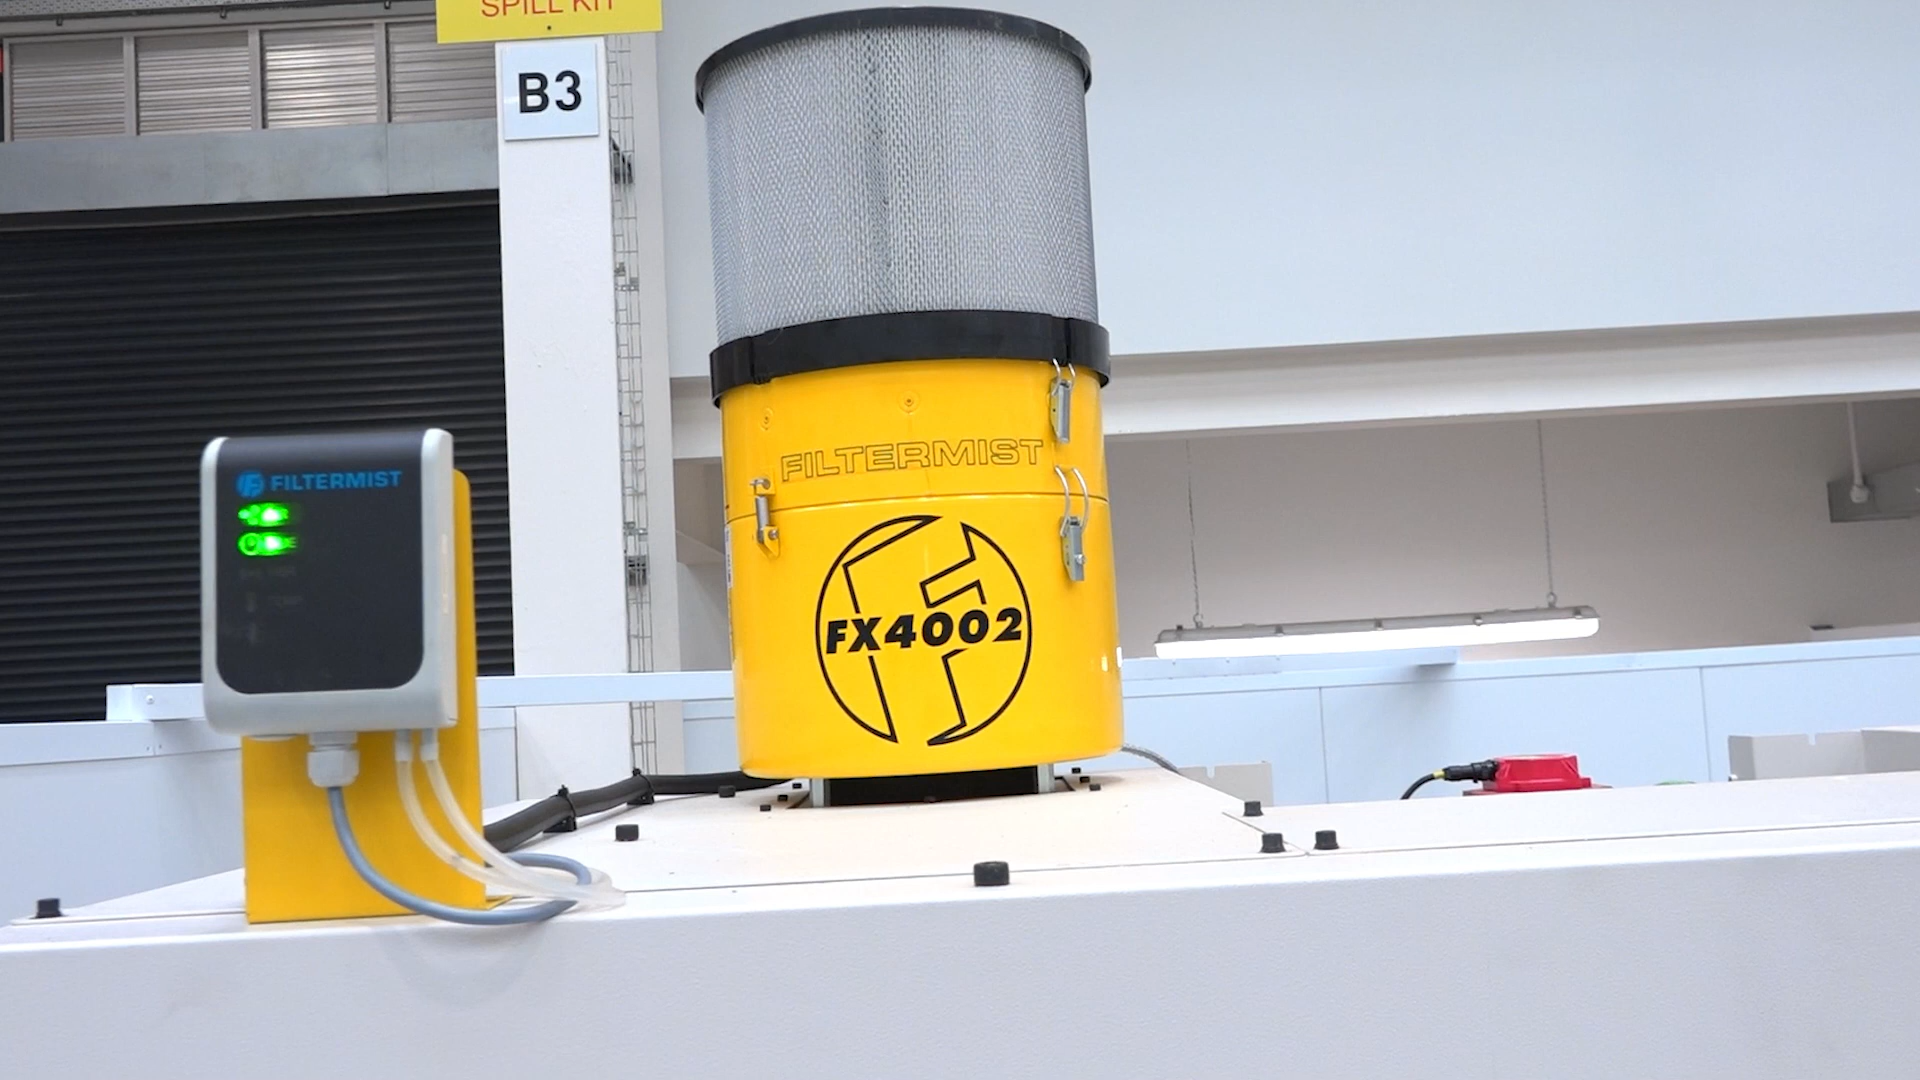 SPILL KIT
B3
FILTERMIST
FILTERMIST
FX4002